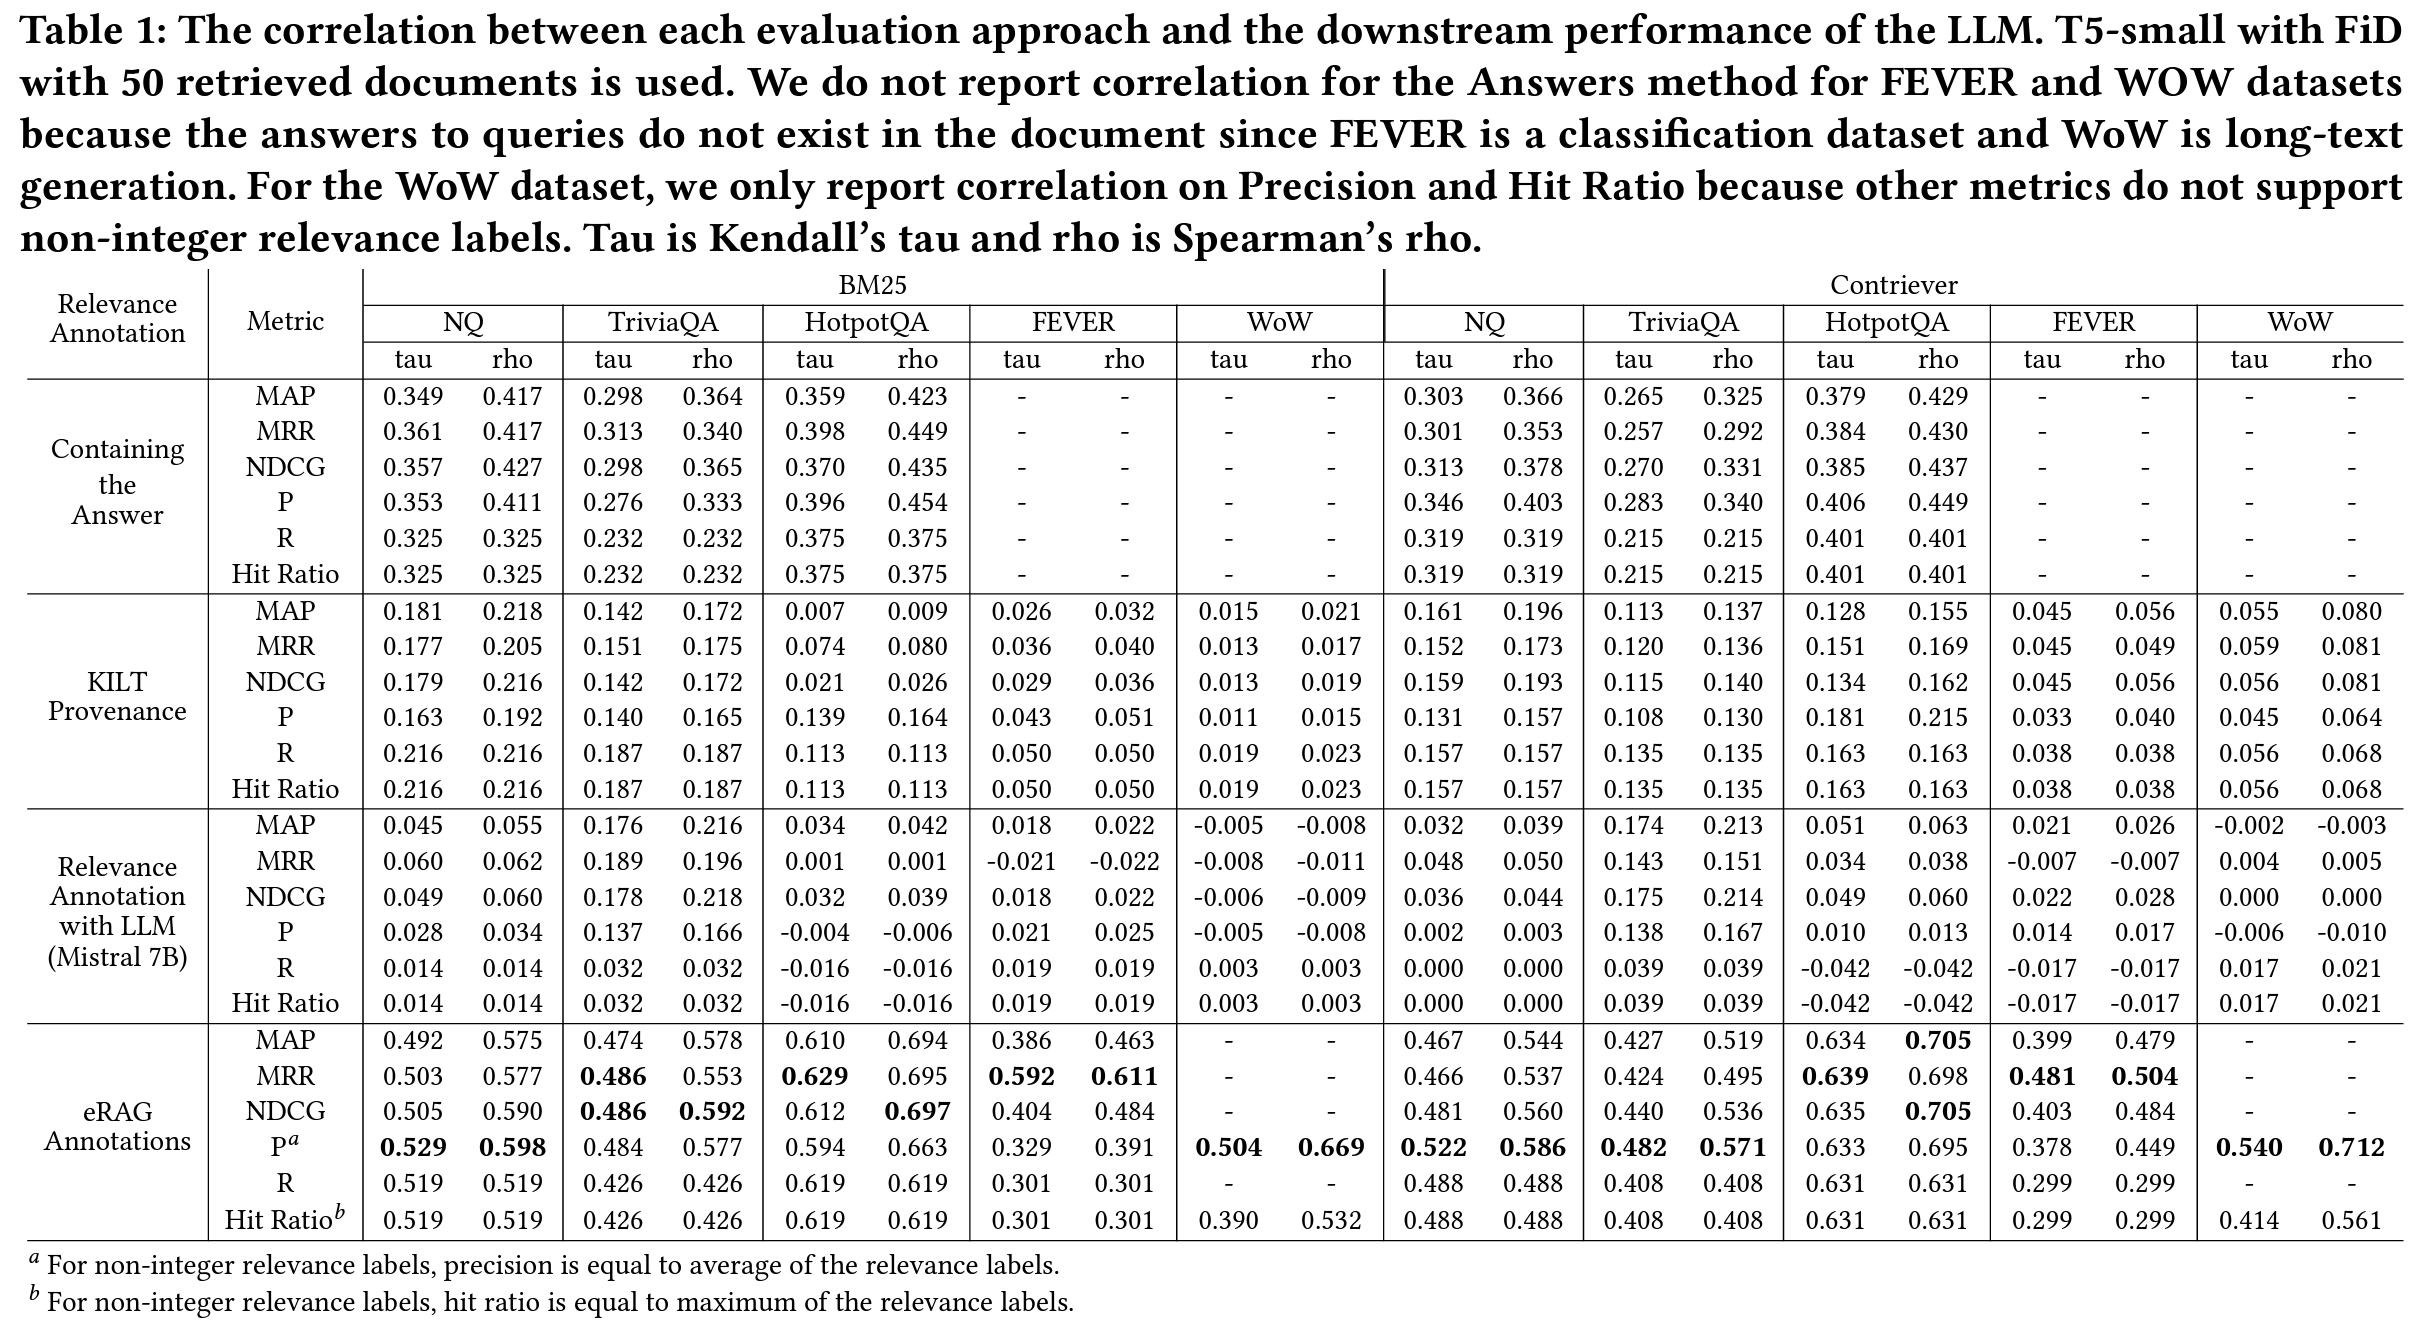 Table 1: The correlation between each evaluation approach and the downstream performance of the LLM. T5-small with FiD
with 50 retrieved documents is used. We do not report correlation for the Answers method for FEVER and WOW datasets
because the answers to queries do not exist in the document since FEVER is a classification dataset and WoW is long-text
generation. For the WoW dataset, we only report correlation on Precision and Hit Ratio because other metrics do not support
non-integer relevance labels. Tau is Kendall's tau and rho is Spearman's rho.
Relevance Annotation Metric BM25 Contriever
NQ TriviaQA HotpotQA FEVER WoW NQ TriviaQA HotpotQA FEVER WoW
tau rho tau rho tau rho tau rho tau rho tau rho tau rho tau rho tau rho tau rho
Containing the Answer
MAP 0.349 0.417 0.298 0.364 0.359 0.423 - - - - 0.303 0.366 0.265 0.325 0.379 0.429 - - - -
MRR 0.361 0.417 0.313 0.340 0.398 0.449 - - - - 0.301 0.353 0.257 0.292 0.384 0.430 - - - -
NDCG 0.357 0.427 0.298 0.365 0.370 0.435 - - - - 0.313 0.378 0.270 0.331 0.385 0.437 - - - -
P 0.353 0.411 0.276 0.333 0.396 0.454 - - - - 0.346 0.403 0.283 0.340 0.406 0.449 - - - -
R 0.325 0.325 0.232 0.232 0.375 0.375 - - - - 0.319 0.319 0.215 0.215 0.401 0.401 - - - -
Hit Ratio 0.325 0.325 0.232 0.232 0.375 0.375 - - - - 0.319 0.319 0.215 0.215 0.401 0.401 - - - -
KILT Provenance
MAP 0.181 0.218 0.142 0.172 0.007 0.009 0.026 0.032 0.015 0.021 0.161 0.196 0.113 0.137 0.128 0.155 0.045 0.056 0.055 0.080
MRR 0.177 0.205 0.151 0.175 0.074 0.080 0.036 0.040 0.013 0.017 0.152 0.173 0.120 0.136 0.151 0.169 0.045 0.049 0.059 0.081
NDCG 0.179 0.216 0.142 0.172 0.021 0.026 0.029 0.036 0.013 0.019 0.159 0.193 0.115 0.140 0.134 0.162 0.045 0.056 0.056 0.081
P 0.163 0.192 0.140 0.165 0.139 0.164 0.043 0.051 0.011 0.015 0.131 0.157 0.108 0.130 0.181 0.215 0.033 0.040 0.045 0.064
R 0.216 0.216 0.187 0.187 0.113 0.113 0.050 0.050 0.019 0.023 0.157 0.157 0.135 0.135 0.163 0.163 0.038 0.038 0.056 0.068
Hit Ratio 0.216 0.216 0.187 0.187 0.113 0.113 0.050 0.050 0.019 0.023 0.157 0.157 0.135 0.135 0.163 0.163 0.038 0.038 0.056 0.068
Relevance Annotation with LLM (Mistral 7B)
MAP 0.045 0.055 0.176 0.216 0.034 0.042 0.018 0.022 -0.005 -0.008 0.032 0.039 0.174 0.213 0.051 0.063 0.021 0.026 -0.002 -0.003
MRR 0.060 0.062 0.189 0.196 0.001 0.001 -0.021 -0.022 -0.008 -0.011 0.048 0.050 0.143 0.151 0.034 0.038 -0.007 -0.007 0.004 0.005
NDCG 0.049 0.060 0.178 0.218 0.032 0.039 0.018 0.022 -0.006 -0.009 0.036 0.044 0.175 0.214 0.049 0.060 0.022 0.028 0.000 0.000
P 0.028 0.034 0.137 0.166 -0.004 -0.006 0.021 0.025 -0.005 -0.008 0.002 0.003 0.138 0.167 0.010 0.013 0.014 0.017 -0.006 -0.010
R 0.014 0.014 0.032 0.032 -0.016 -0.016 0.019 0.019 0.003 0.003 0.000 0.000 0.039 0.039 -0.042 -0.042 -0.017 -0.017 0.017 0.021
Hit Ratio 0.014 0.014 0.032 0.032 -0.016 -0.016 0.019 0.019 0.003 0.003 0.000 0.000 0.039 0.039 -0.042 -0.042 -0.017 -0.017 0.017 0.021
eRAG Annotations
MAP 0.492 0.575 0.474 0.578 0.610 0.694 0.386 0.463 - - 0.467 0.544 0.427 0.519 0.634 0.705 0.399 0.479 - -
MRR 0.503 0.577 0.486 0.553 0.629 0.695 0.592 0.611 - - 0.466 0.537 0.424 0.495 0.639 0.698 0.481 0.504 - -
NDCG 0.505 0.590 0.486 0.592 0.612 0.697 0.404 0.484 - - 0.481 0.560 0.440 0.536 0.635 0.705 0.403 0.484 - -
P^a 0.529 0.598 0.484 0.577 0.594 0.663 0.329 0.391 0.504 0.669 0.522 0.586 0.482 0.571 0.633 0.695 0.378 0.449 0.540 0.712
R 0.519 0.519 0.426 0.426 0.619 0.619 0.301 0.301 - - 0.488 0.488 0.408 0.408 0.631 0.631 0.299 0.299 - -
Hit Ratio^b 0.519 0.519 0.426 0.426 0.619 0.619 0.301 0.301 0.390 0.532 0.488 0.488 0.408 0.408 0.631 0.631 0.299 0.299 0.414 0.561
a For non-integer relevance labels, precision is equal to average of the relevance labels.
b For non-integer relevance labels, hit ratio is equal to maximum of the relevance labels.